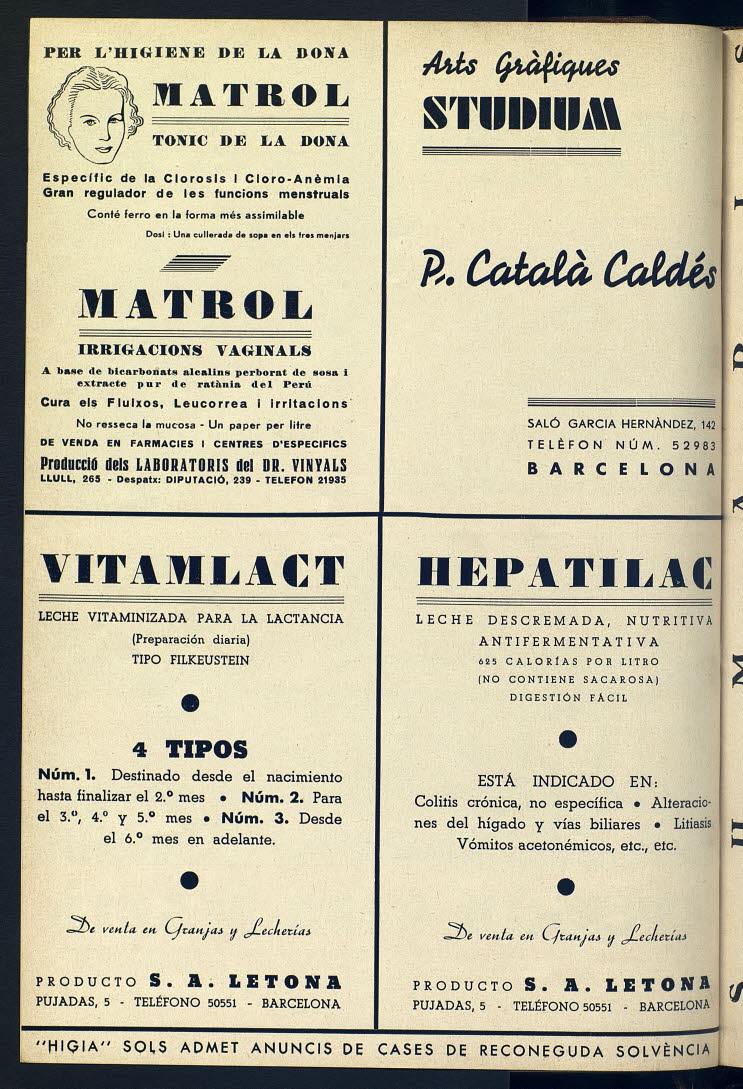 PER L'HIGIENE DE LA DONA
MATROL
TONIC DE LA DONA
Específic de la Clorosis i Cloro-Anèmia
Gran regulador de les funcions menstruals
Conté ferro en la forma més assimilable
Dosi : Una cullerada de sopa en els tres menjars
MATROL
IRRIGACIONS VAGINALS
A base de bicarbonats alcalins perborat de sosa i
extracte pur de ratània del Perú
Cura els Fluixos, Leucorrea i irritacions
No resseca la mucosa - Un paper per litre
DE VENDA EN FARMACIES I CENTRES D'ESPECIFICS
Producció dels LABORATORIS del DR. VINYALS
LLULL, 265 - Despatx: DIPUTACIÓ, 239 - TELEFON 21935
Arts Gràfiques
STUDIUM
P. Català Caldés
SALÓ GARCIA HERNÀNDEZ, 142
TELÈFON NÚM. 52983
BARCELONA
VITAMLACT
LECHE VITAMINIZADA PARA LA LACTANCIA
(Preparación diaria)
TIPO FILKEUSTEIN
4 TIPOS
Núm. 1. Destinado desde el nacimiento
hasta finalizar el 2.º mes • Núm. 2. Para
el 3.º, 4.º y 5.º mes • Núm. 3. Desde
el 6.º mes en adelante.
De venta en Granjas y Lecherías
PRODUCTO S. A. LETONA
PUJADAS, 5 - TELÉFONO 50551 - BARCELONA
HEPATILAC
LECHE DESCREMADA, NUTRITIVA
ANTIFERMENTATIVA
625 CALORÍAS POR LITRO
(NO CONTIENE SACAROSA)
DIGESTIÓN FÁCIL
ESTÁ INDICADO EN:
Colitis crónica, no específica • Alteracio-
nes del hígado y vías biliares • Litiasis
Vómitos acetonémicos, etc., etc.
De venta en Granjas y Lecherías
PRODUCTO S. A. LETONA
PUJADAS, 5 - TELÉFONO 50551 - BARCELONA
"HIGIA" SOLS ADMET ANUNCIS DE CASES DE RECONEGUDA SOLVÈNCIA